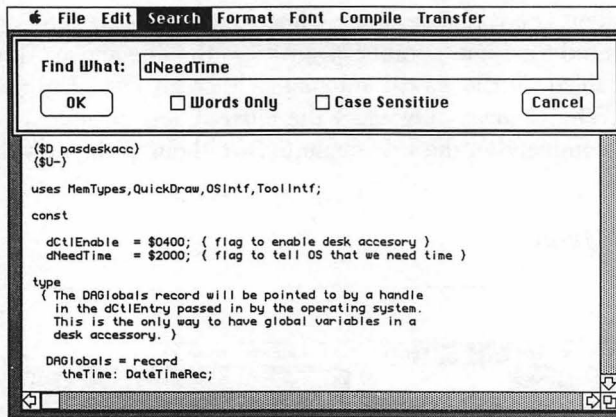 File Edit Search Format Font Compile Transfer
Find What: dNeedTime
OK Words Only Case Sensitive Cancel
{$D pasdeskacc}
{$U-}
uses MemTypes,QuickDraw,OSIntf,ToolIntf;
const
dCtlEnable = $0400; { flag to enable desk accesory }
dNeedTime = $2000; { flag to tell OS that we need time }
type
{ The DAGlobals record will be pointed to by a handle
in the dCtlEntry passed in by the operating system.
This is the only way to have global variables in a
desk accessory. }
DAGlobals = record
theTime: DateTimeRec;